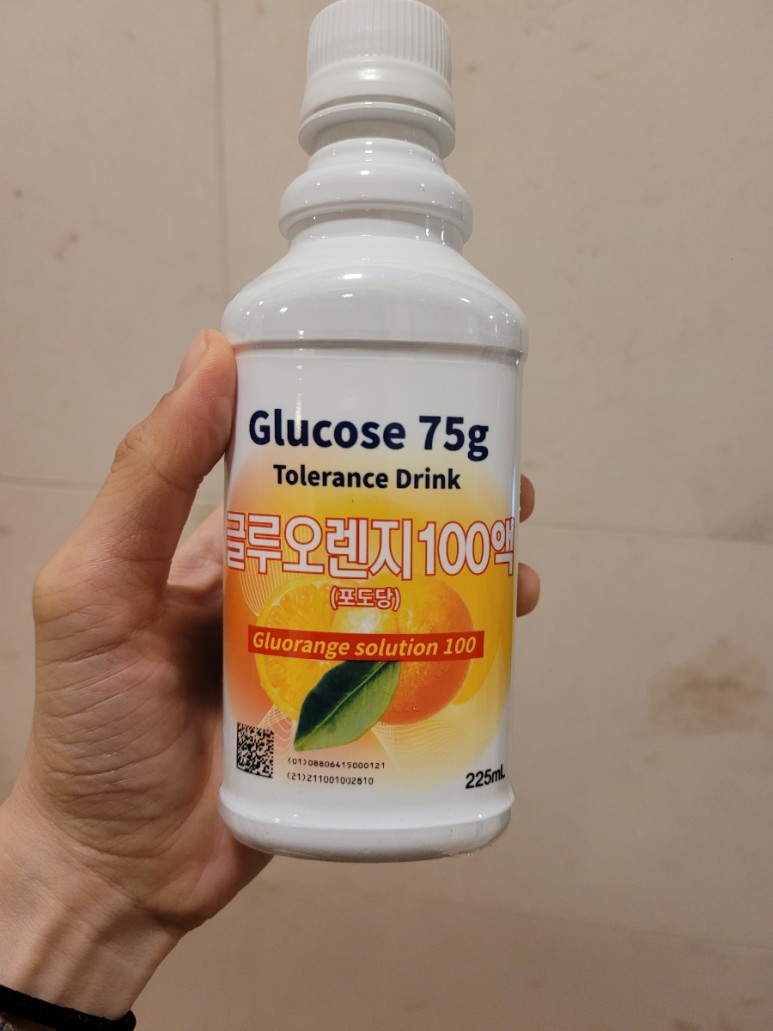 Glucose 75g
Tolerance Drink
글루오렌지100액
(포도당)
Gluorange solution 100
(01)08806415000121
(21)211001002810
225mL